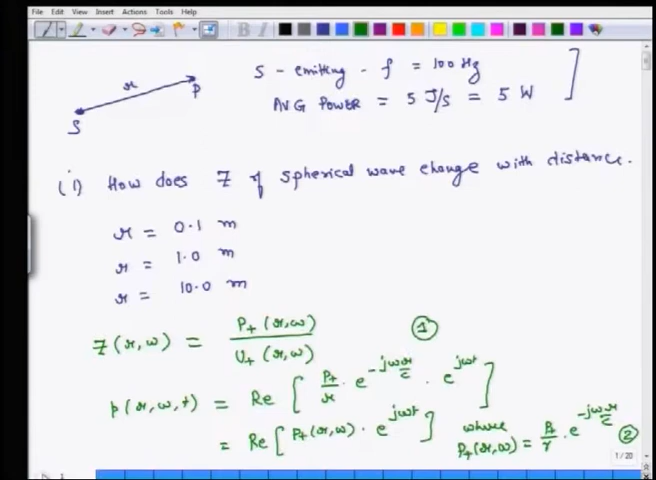 File Edit View Insert Actions Tools Help
B I
S - emitting - f = 100 Hz
AVG POWER = 5 J/s = 5 W
r
P
S
(i) How does Z of spherical wave change with distance.
r = 0.1 m
r = 1.0 m
r = 10.0 m
Z(r,ω) = P₊(r,ω) / U₊(r,ω) ①
p(r,ω,t) = Re [ P₊/r · e^(-jωr/c) · e^(jωt) ]
= Re [ P₊(r,ω) · e^(jωt) ] where P₊(r,ω) = P₊/r · e^(-jωr/c) ②
1/20